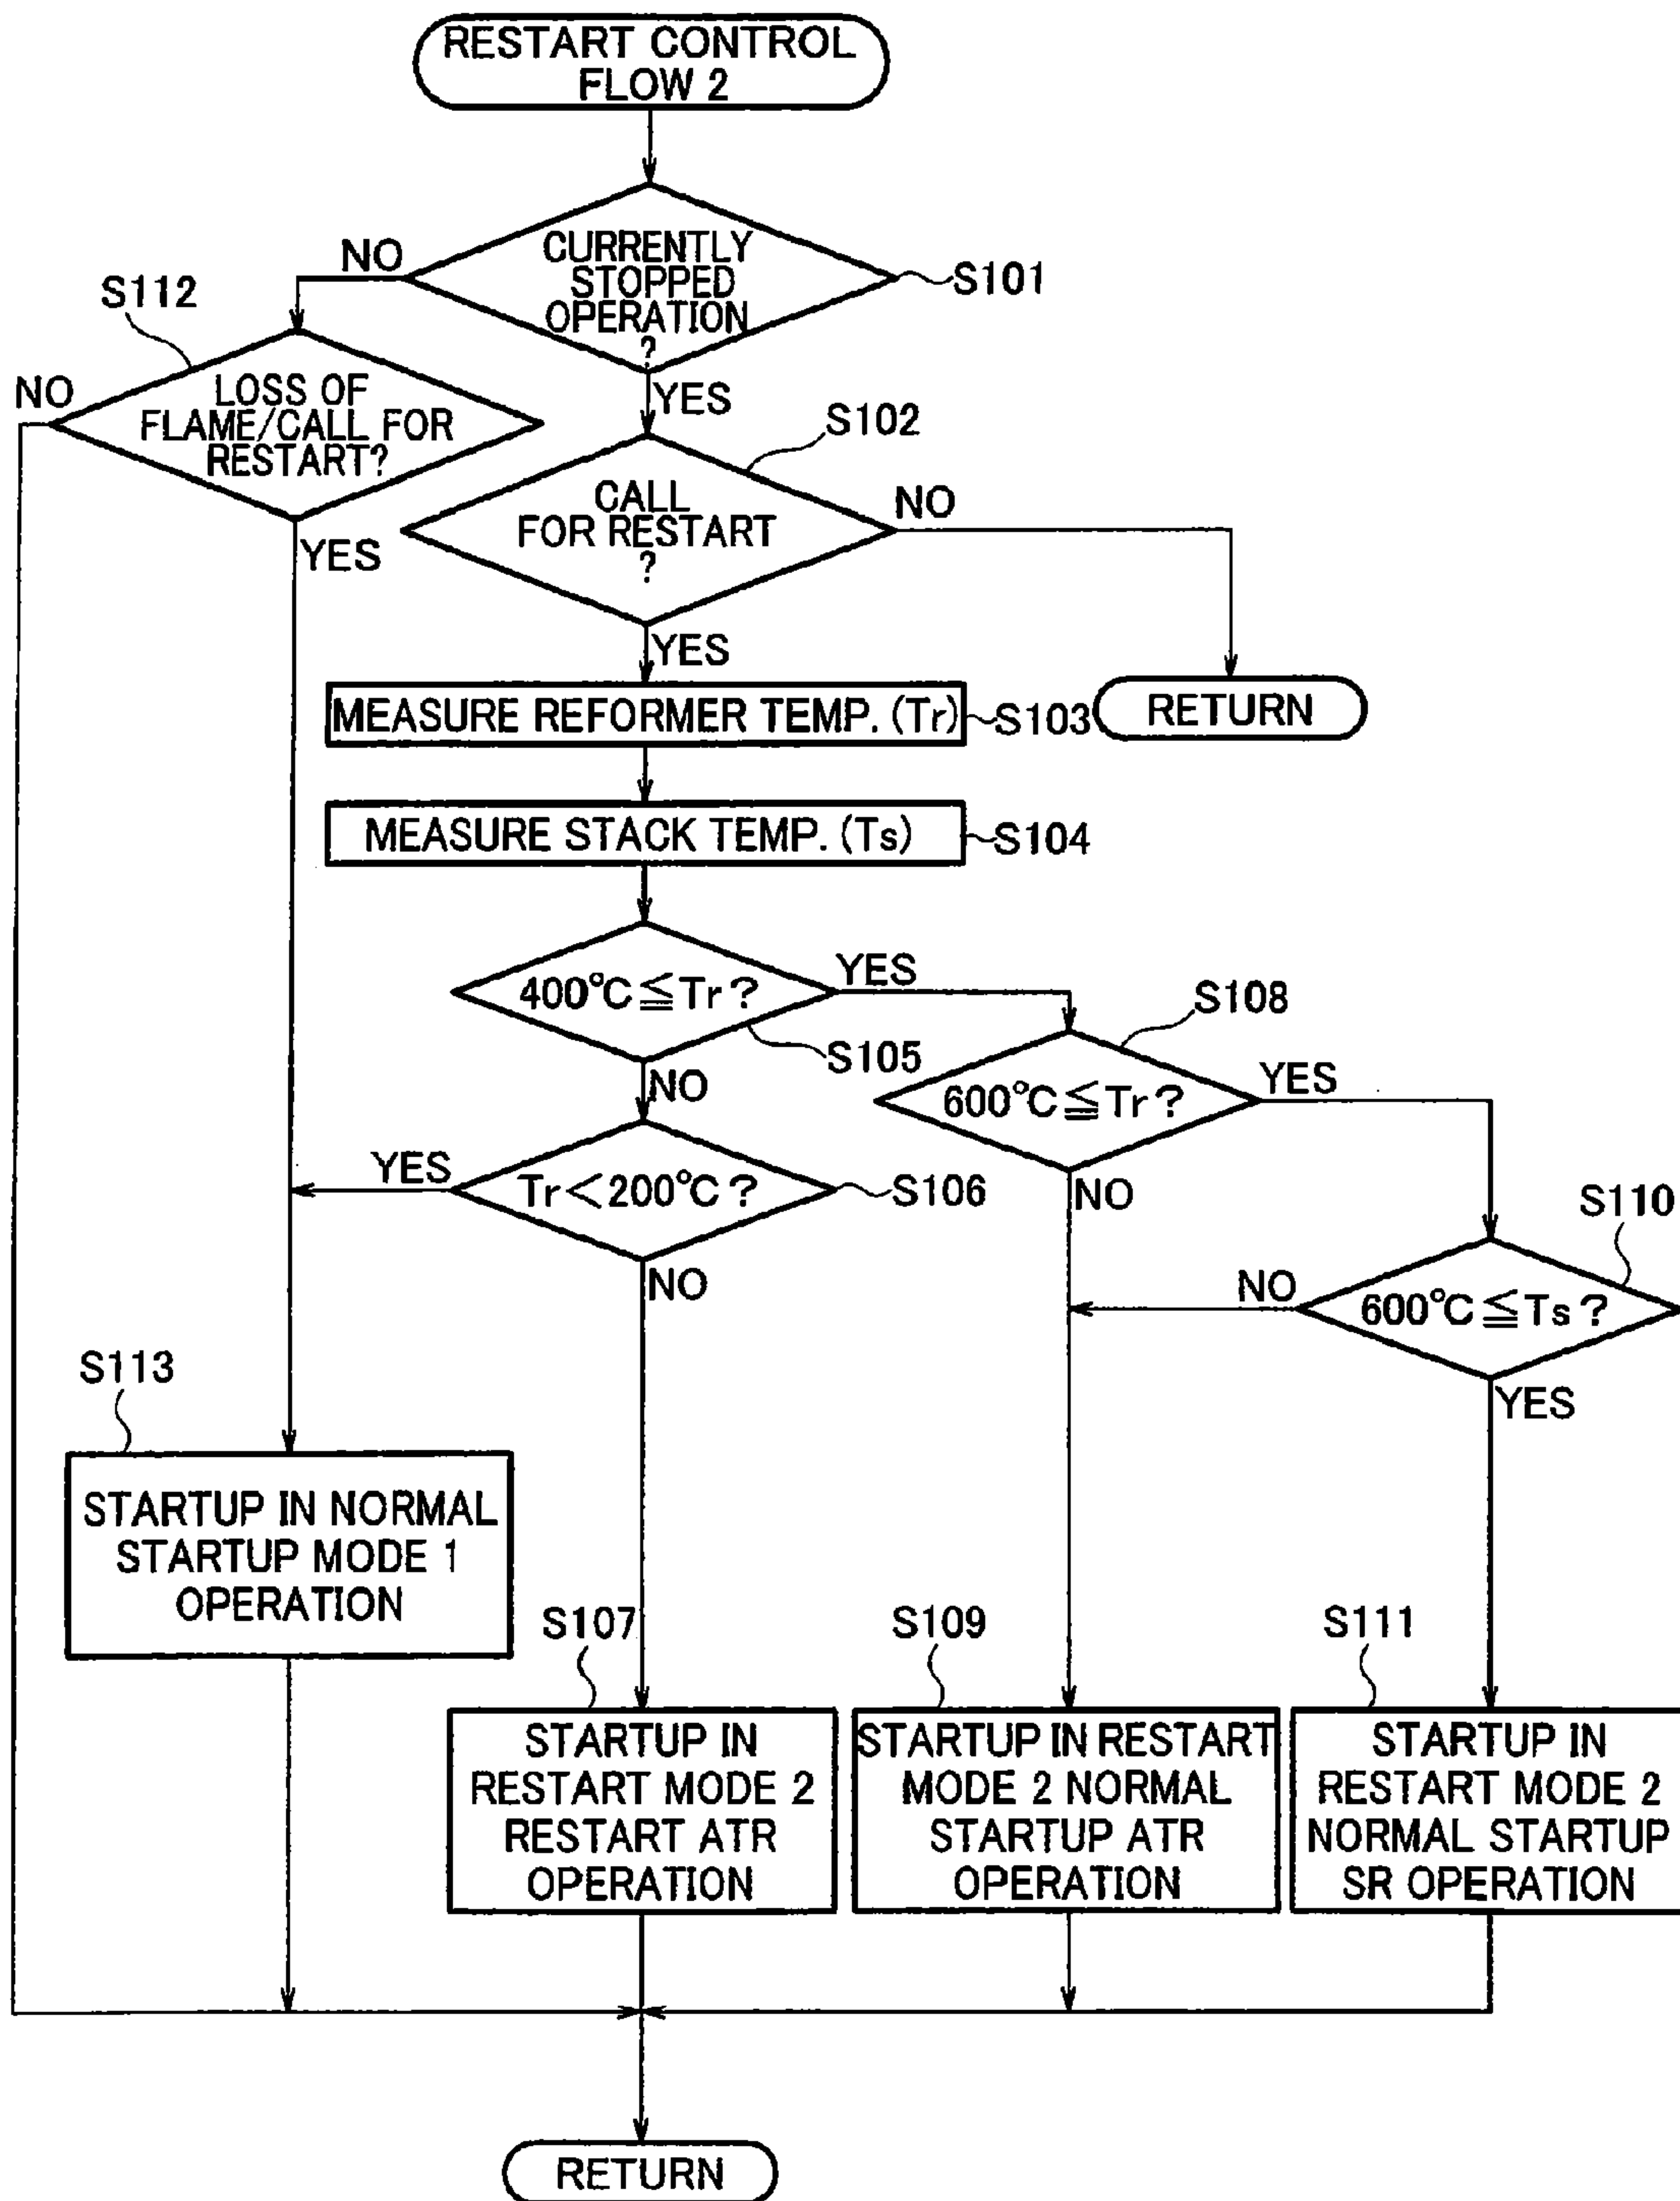 RESTART CONTROL
FLOW 2
CURRENTLY
STOPPED
OPERATION
?
S101
NO
YES
S112
LOSS OF
FLAME/CALL FOR
RESTART?
NO
YES
S102
CALL
FOR RESTART
?
NO
YES
RETURN
MEASURE REFORMER TEMP. (Tr)
S103
MEASURE STACK TEMP. (Ts)
S104
400°C≦Tr?
YES
S105
NO
S108
600°C≦Tr?
YES
NO
YES
Tr<200°C?
S106
NO
S110
NO
600°C≦Ts?
YES
S113
STARTUP IN NORMAL
STARTUP MODE 1
OPERATION
S107
STARTUP IN
RESTART MODE 2
RESTART ATR
OPERATION
S109
STARTUP IN RESTART
MODE 2 NORMAL
STARTUP ATR
OPERATION
S111
STARTUP IN
RESTART MODE 2
NORMAL STARTUP
SR OPERATION
RETURN